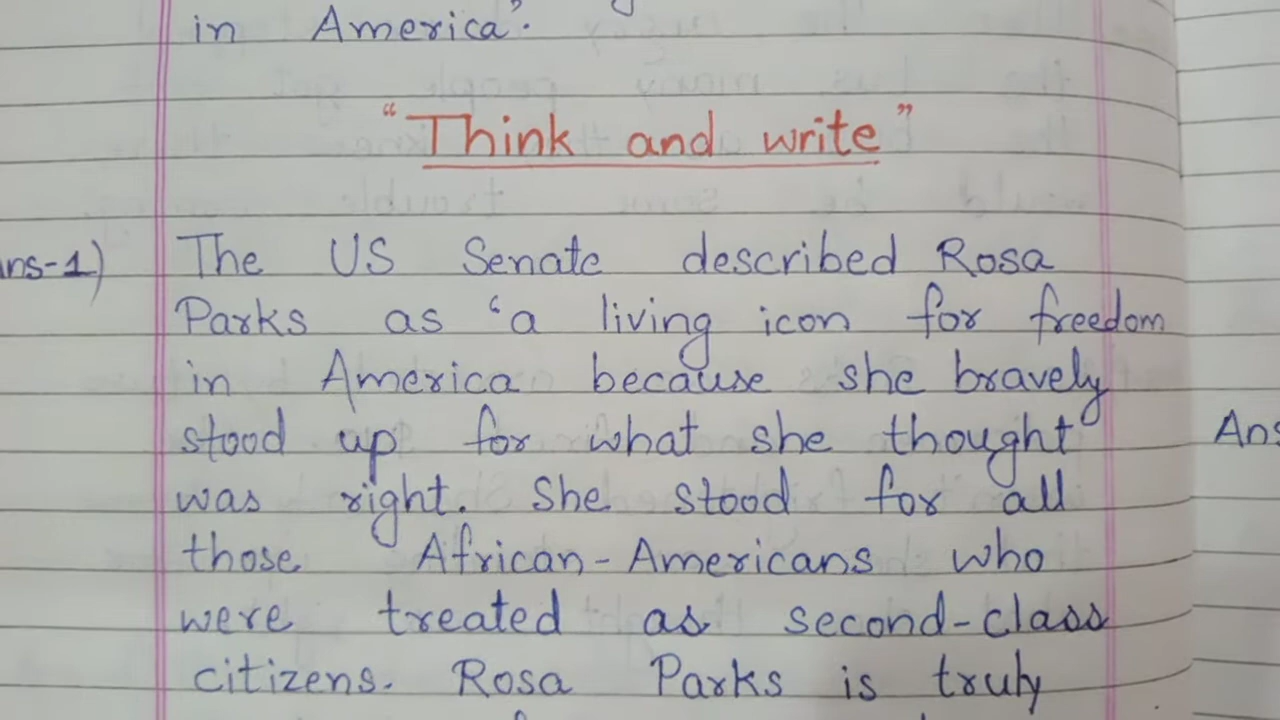 in America'.
"Think and write"
Ans-1) The US Senate described Rosa
Parks as 'a living icon for freedom
in America because she bravely
stood up for what she thought
was right. She stood for all
those African-Americans who
were treated as second-class
citizens. Rosa Parks is truly
Ans